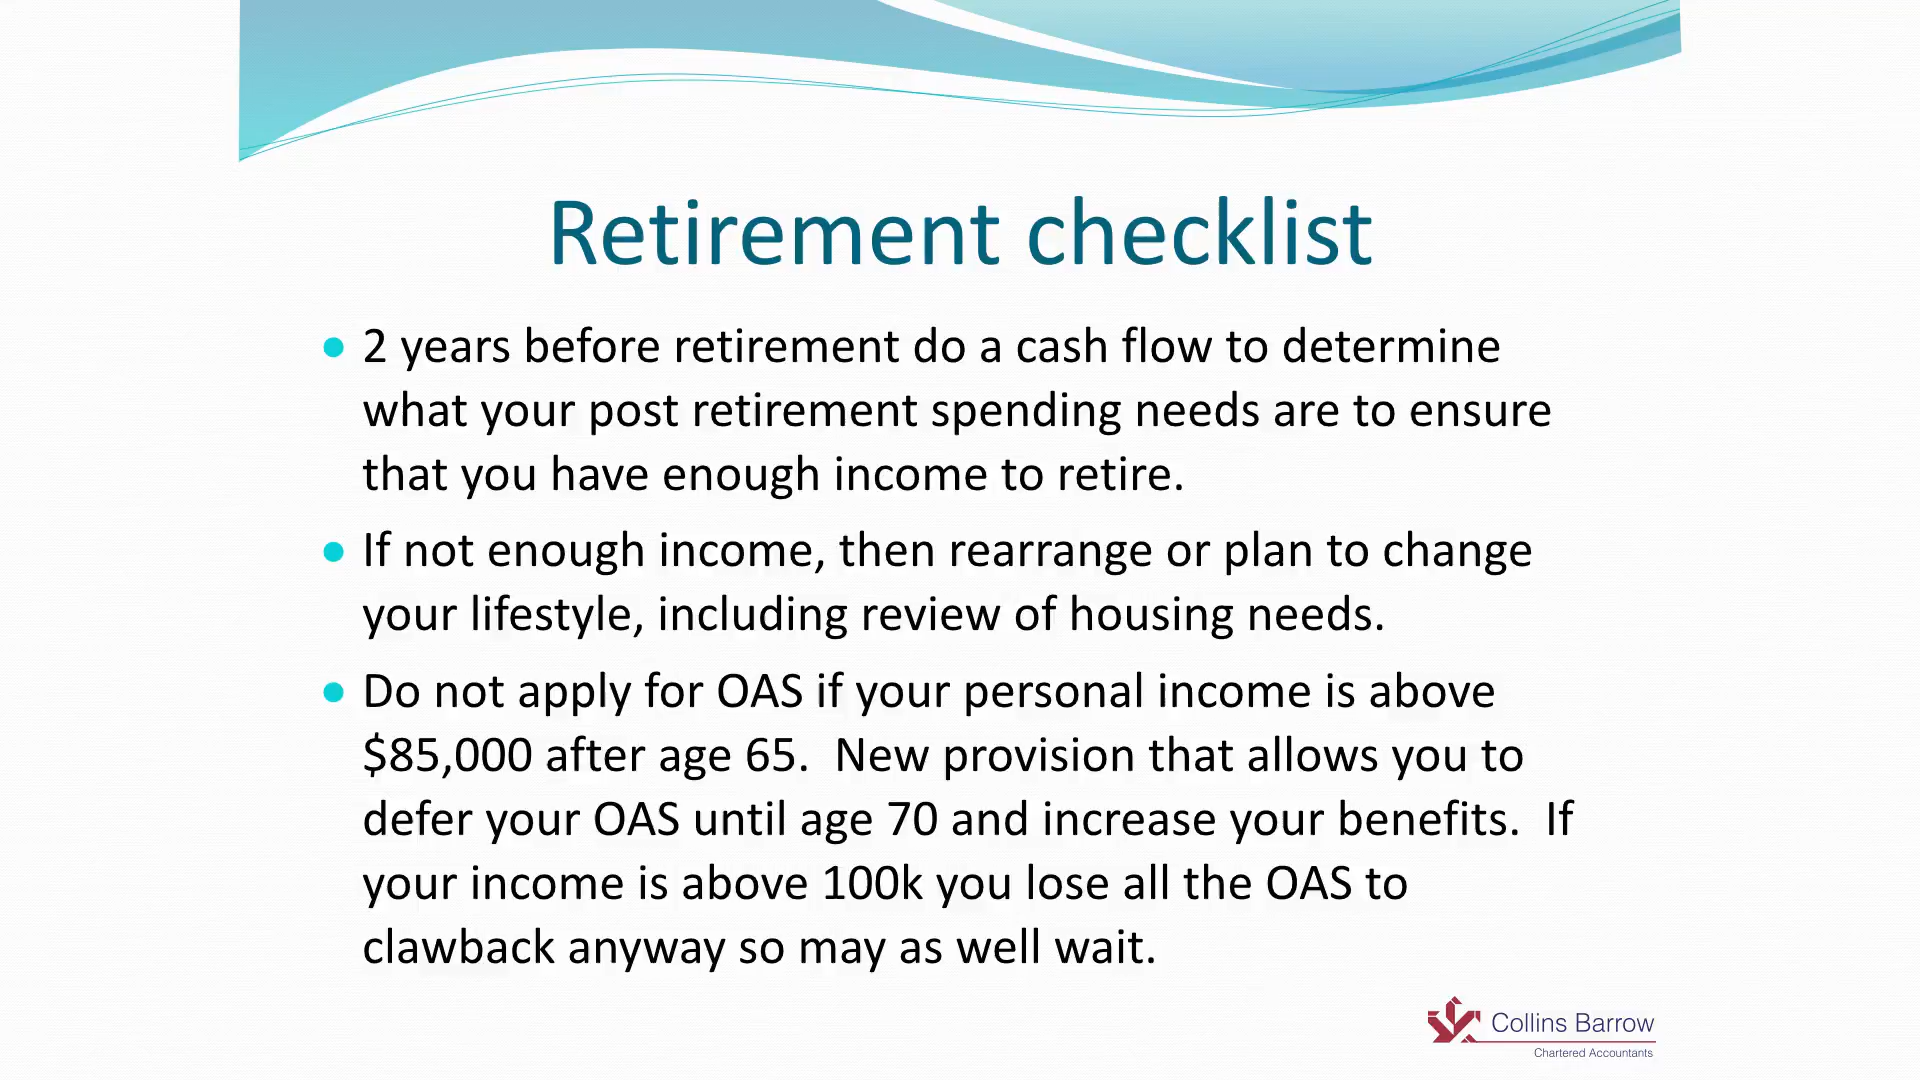 Retirement checklist
• 2 years before retirement do a cash flow to determine
what your post retirement spending needs are to ensure
that you have enough income to retire.
• If not enough income, then rearrange or plan to change
your lifestyle, including review of housing needs.
• Do not apply for OAS if your personal income is above
$85,000 after age 65.  New provision that allows you to
defer your OAS until age 70 and increase your benefits.  If
your income is above 100k you lose all the OAS to
clawback anyway so may as well wait.
Collins Barrow
Chartered Accountants